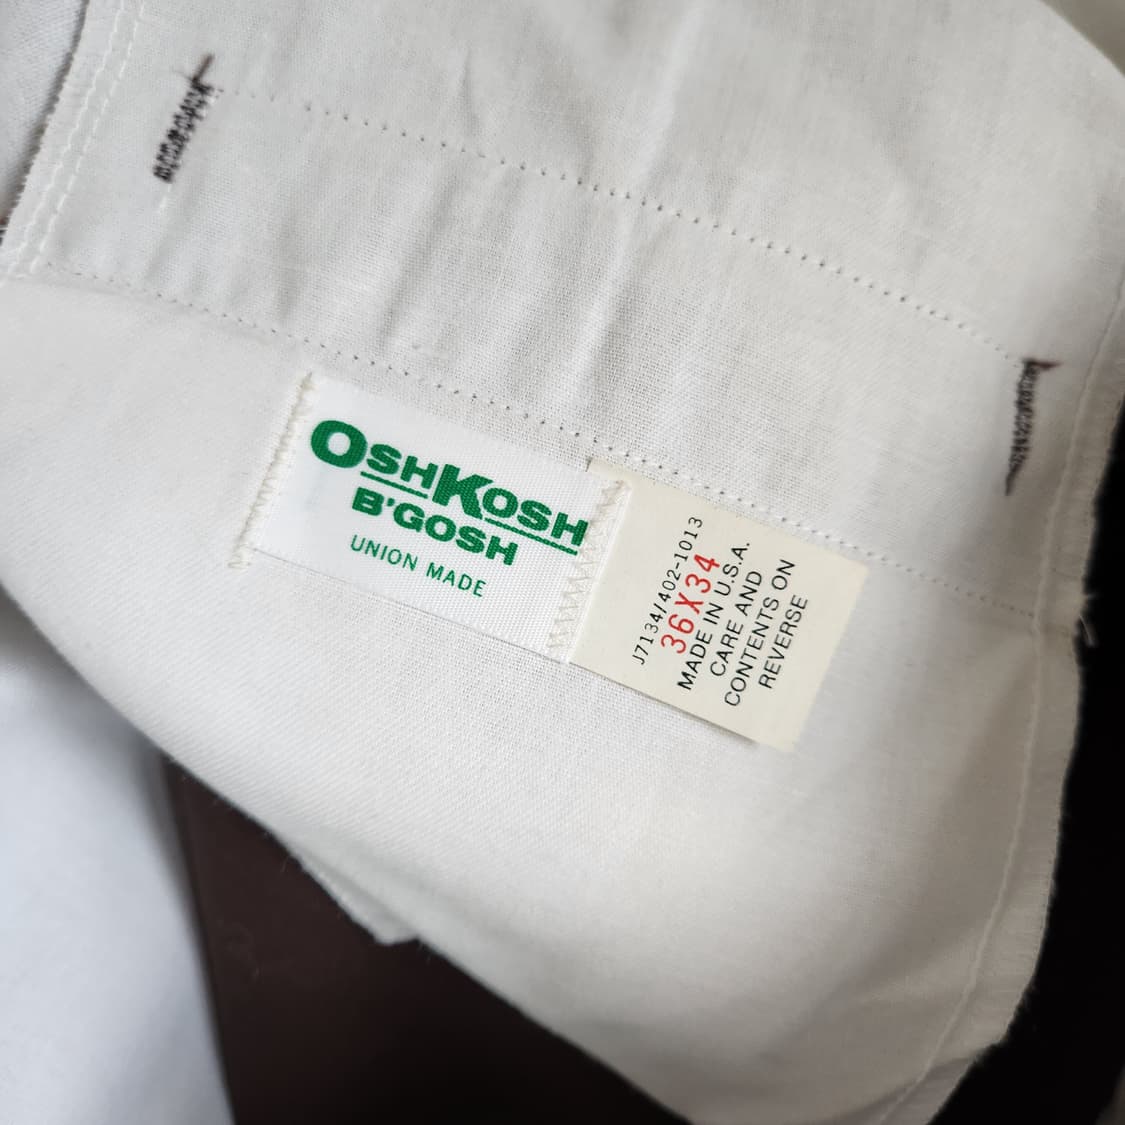 OSHKOSH
B'GOSH
UNION MADE
J7134/402-1013
36X34
MADE IN U.S.A.
CARE AND
CONTENTS ON
REVERSE